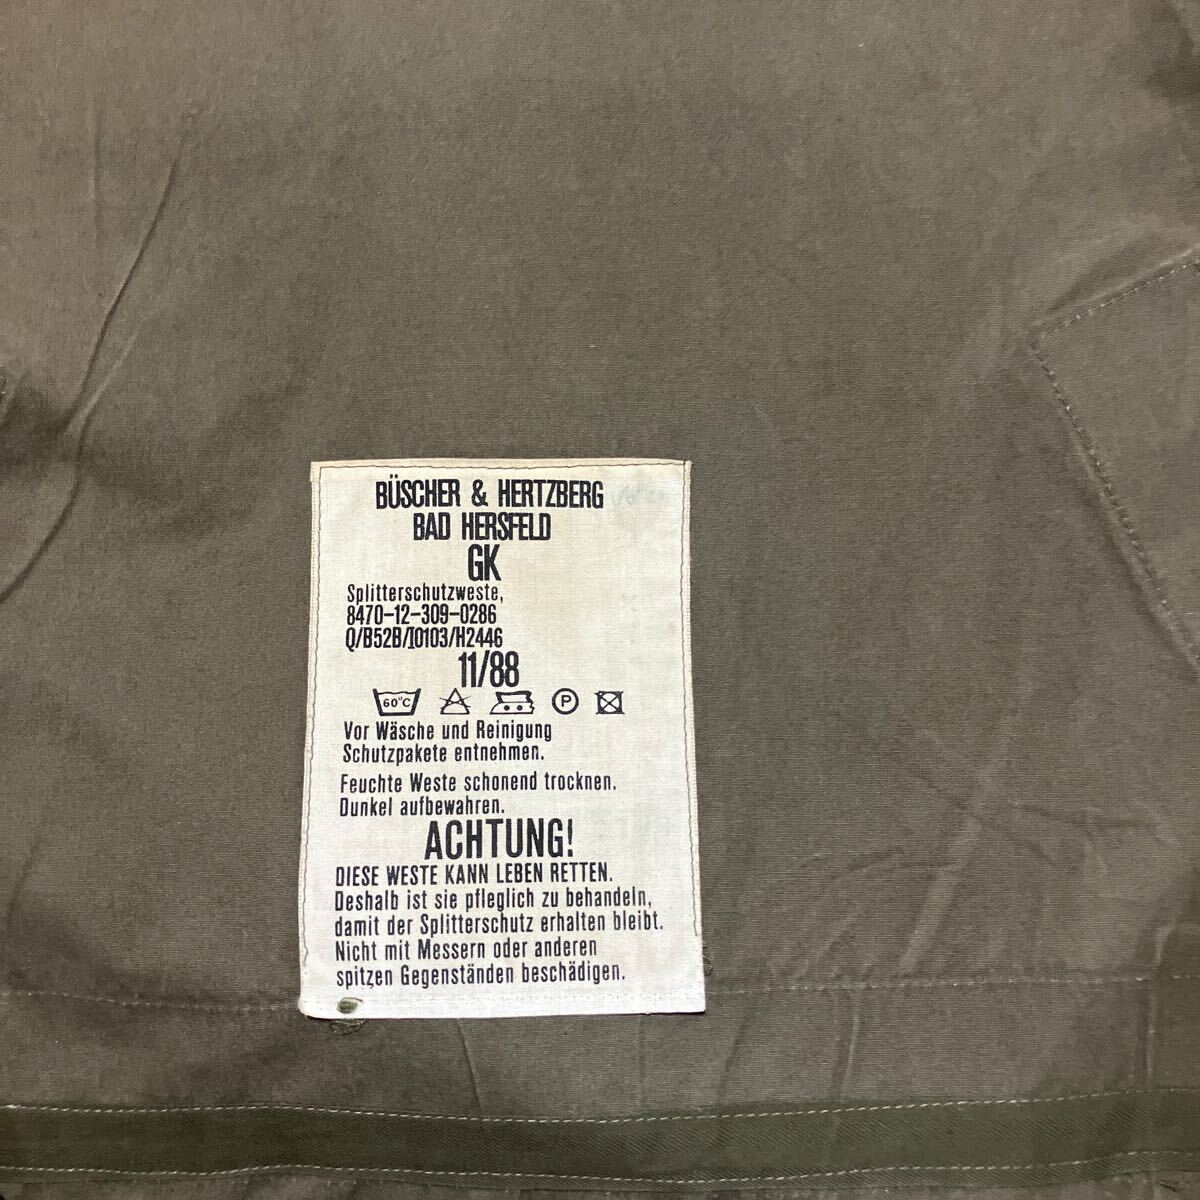 BÜSCHER & HERTZBERG
BAD HERSFELD
GK
Splitterschutzweste,
8470-12-309-0286
Q/B52B/I0103/H2446
11/88
60°C P
Vor Wäsche und Reinigung
Schutzpakete entnehmen.
Feuchte Weste schonend trocknen.
Dunkel aufbewahren.
ACHTUNG!
DIESE WESTE KANN LEBEN RETTEN.
Deshalb ist sie pfleglich zu behandeln,
damit der Splitterschutz erhalten bleibt.
Nicht mit Messern oder anderen
spitzen Gegenständen beschädigen.